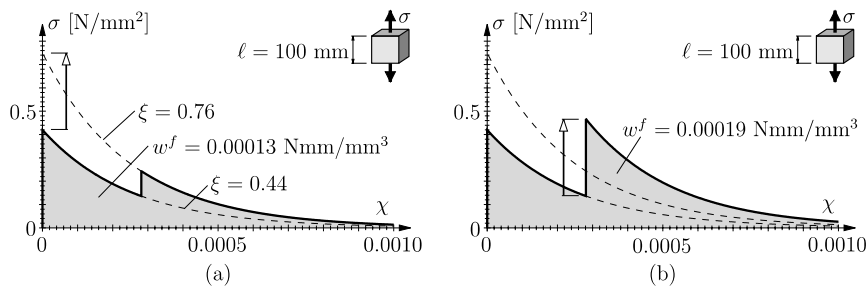 σ [N/mm²]
σ
ℓ = 100 mm
0.5
ξ = 0.76
w^f = 0.00013 Nmm/mm³
ξ = 0.44
χ
0
0
0.0005
0.0010
(a)
σ [N/mm²]
σ
ℓ = 100 mm
0.5
w^f = 0.00019 Nmm/mm³
χ
0
0
0.0005
0.0010
(b)